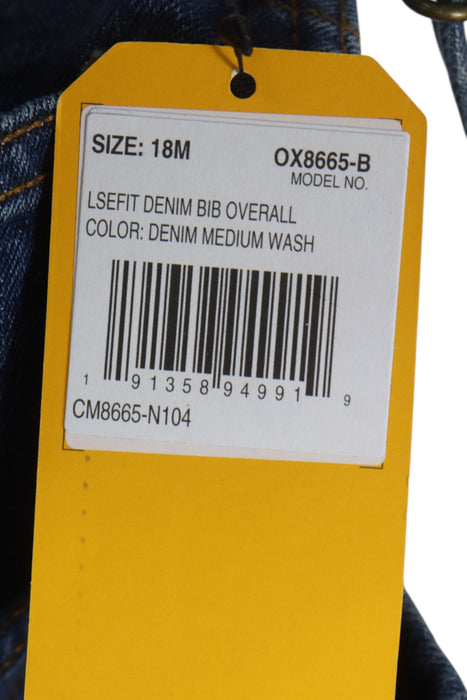 SIZE: 18M
OX8665-B
MODEL NO.
LSEFIT DENIM BIB OVERALL
COLOR: DENIM MEDIUM WASH
1 91358 94991 9
CM8665-N104